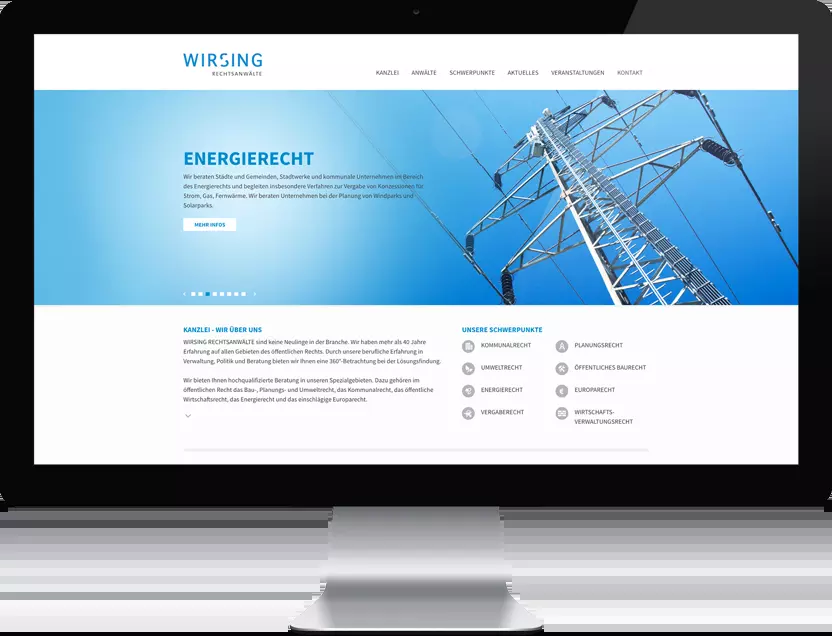 WIRSING
RECHTSANWÄLTE
KANZLEI ANWÄLTE SCHWERPUNKTE AKTUELLES VERANSTALTUNGEN KONTAKT
ENERGIERECHT
Wir beraten Städte und Gemeinden, Stadtwerke und kommunale Unternehmen im Bereich
des Energierechts und begleiten insbesondere Verfahren zur Vergabe von Konzessionen für
Strom, Gas, Fernwärme. Wir beraten Unternehmen bei der Planung von Windparks und
Solarparks.
MEHR INFOS
KANZLEI - WIR ÜBER UNS
WIRSING RECHTSANWÄLTE sind keine Neulinge in der Branche. Wir haben mehr als 40 Jahre
Erfahrung auf allen Gebieten des öffentlichen Rechts. Durch unsere berufliche Erfahrung in
Verwaltung, Politik und Beratung bieten wir Ihnen eine 360°-Betrachtung bei der Lösungsfindung.
Wir bieten Ihnen hochqualifizierte Beratung in unseren Spezialgebieten. Dazu gehören im
öffentlichen Recht das Bau-, Planungs- und Umweltrecht, das Kommunalrecht, das öffentliche
Wirtschaftsrecht, das Energierecht und das einschlägige Europarecht.
UNSERE SCHWERPUNKTE
KOMMUNALRECHT PLANUNGSRECHT
UMWELTRECHT ÖFFENTLICHES BAURECHT
ENERGIERECHT EUROPARECHT
VERGABERECHT WIRTSCHAFTS-
VERWALTUNGSRECHT